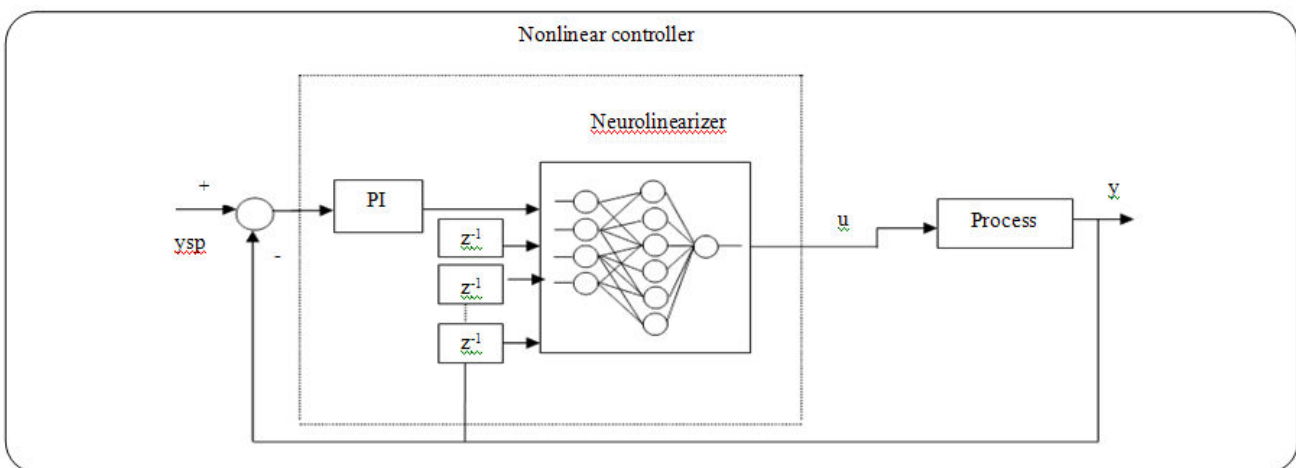 Nonlinear controller
Neurolinearizer
+
PI
y
ysp
z⁻¹
u
Process
-
z⁻¹
z⁻¹